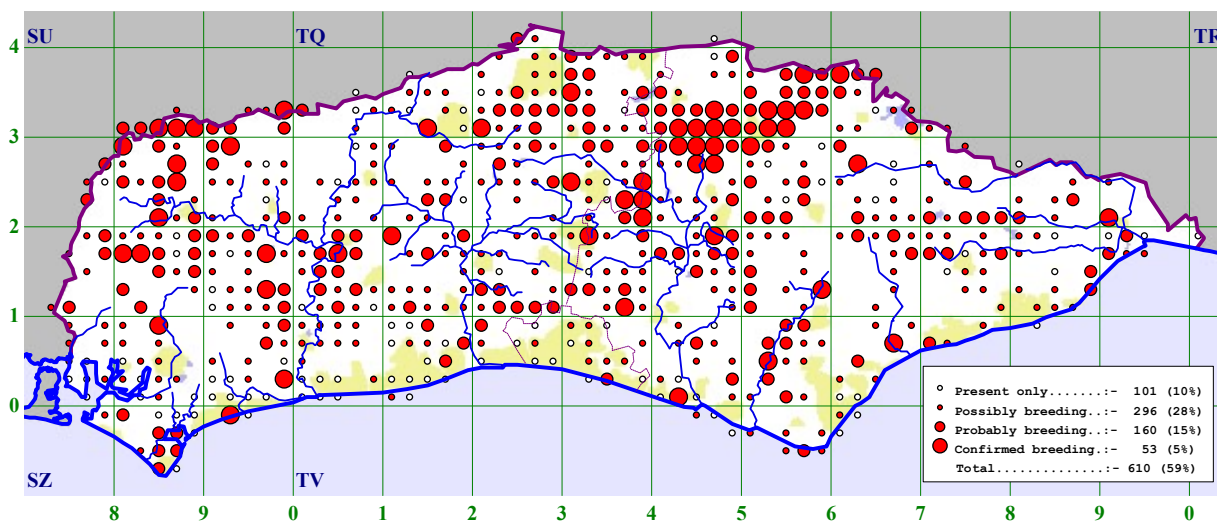 SU TQ TR
4
3
2
1
0
Present only.......:- 101 (10%)
Possibly breeding..:- 296 (28%)
Probably breeding..:- 160 (15%)
Confirmed breeding.:- 53 (5%)
Total..............:- 610 (59%)
SZ TV
8 9 0 1 2 3 4 5 6 7 8 9 0